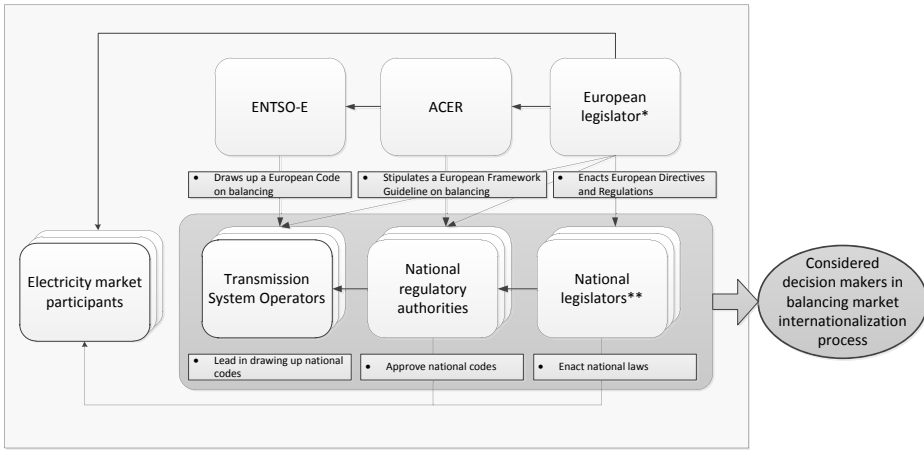 ENTSO-E
ACER
European
legislator*
• Draws up a European Code
on balancing
• Stipulates a European Framework
Guideline on balancing
• Enacts European Directives
and Regulations
Electricity market
participants
Transmission
System Operators
National
regulatory
authorities
National
legislators**
Considered
decision makers in
balancing market
internationalization
process
• Lead in drawing up national
codes
• Approve national codes
• Enact national laws